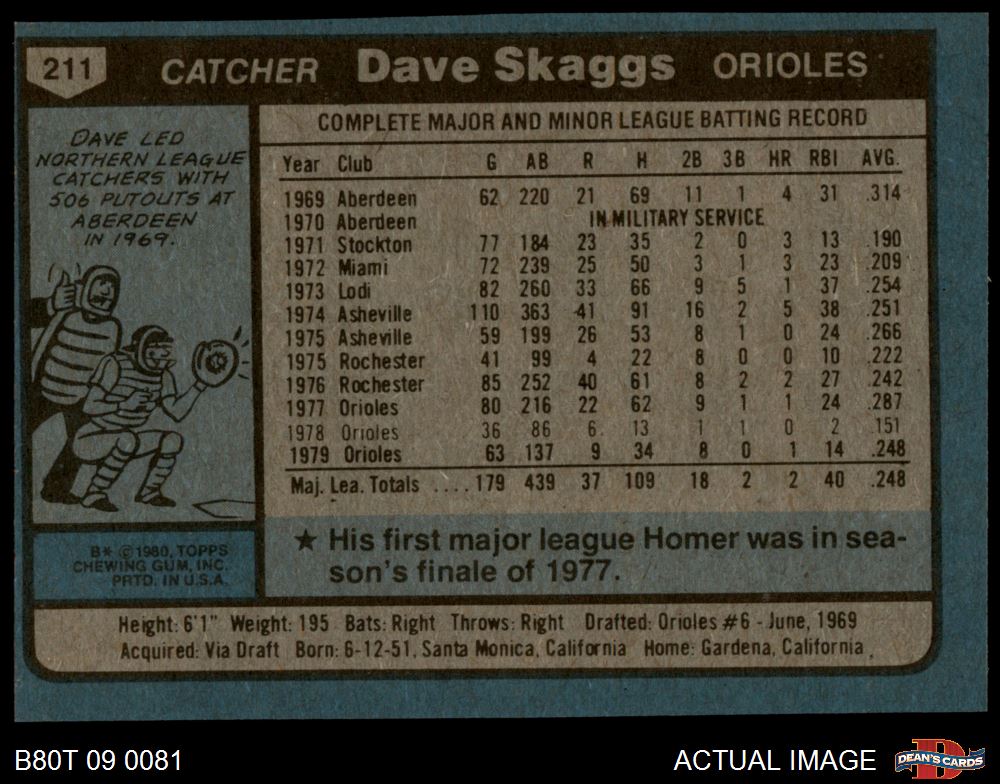 211 CATCHER Dave Skaggs ORIOLES
DAVE LED
NORTHERN LEAGUE
CATCHERS WITH
506 PUTOUTS AT
ABERDEEN
IN 1969.
COMPLETE MAJOR AND MINOR LEAGUE BATTING RECORD
Year Club G AB R H 2B 3B HR RBI AVG.
1969 Aberdeen 62 220 21 69 11 1 4 31 .314
1970 Aberdeen IN MILITARY SERVICE
1971 Stockton 77 184 23 35 2 0 3 13 .190
1972 Miami 72 239 25 50 3 1 3 23 .209
1973 Lodi 82 260 33 66 9 5 1 37 .254
1974 Asheville 110 363 41 91 16 2 5 38 .251
1975 Asheville 59 199 26 53 8 1 0 24 .266
1975 Rochester 41 99 4 22 8 0 0 10 .222
1976 Rochester 85 252 40 61 8 2 2 27 .242
1977 Orioles 80 216 22 62 9 1 1 24 .287
1978 Orioles 36 86 6 13 1 1 0 2 .151
1979 Orioles 63 137 9 34 8 0 1 14 .248
Maj. Lea. Totals ....179 439 37 109 18 2 2 40 .248
★ His first major league Homer was in sea-
son's finale of 1977.
B* © 1980, TOPPS
CHEWING GUM, INC.
PRTD. IN U.S.A.
Height: 6'1" Weight: 195 Bats: Right Throws: Right Drafted: Orioles #6 - June, 1969
Acquired: Via Draft Born: 6-12-51, Santa Monica, California Home: Gardena, California
B80T 09 0081 ACTUAL IMAGE DEAN'S CARDS